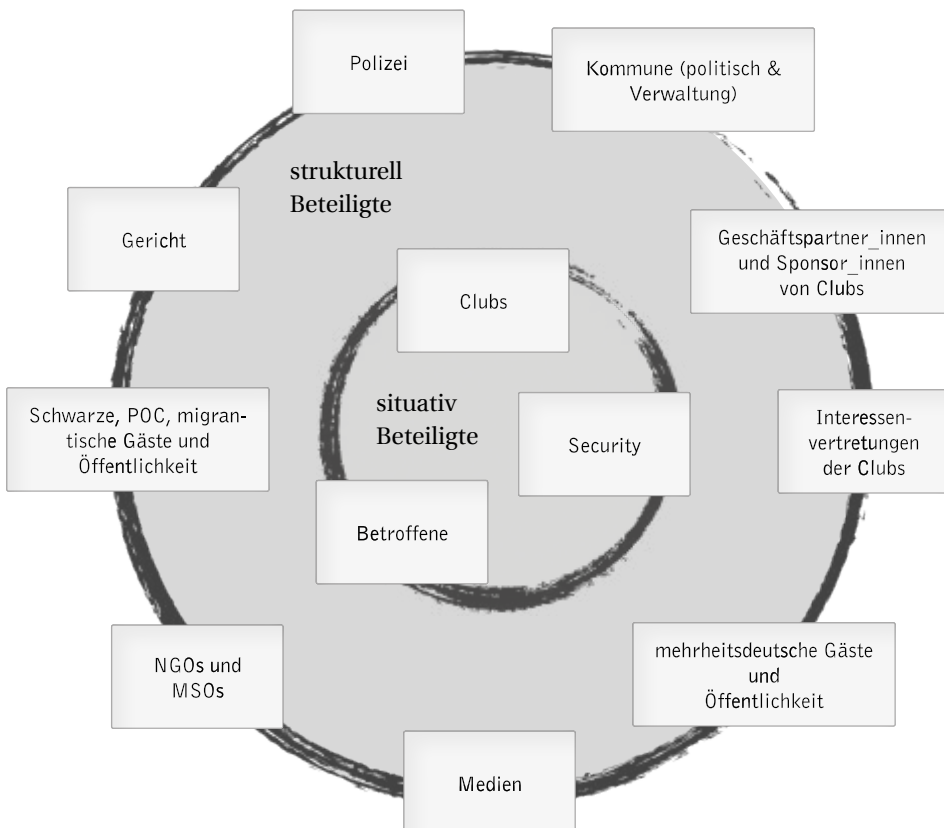 Polizei
Kommune (politisch &
Verwaltung)
strukturell
Beteiligte
Gericht
Geschäftspartner_innen
und Sponsor_innen
von Clubs
Clubs
Schwarze, POC, migran-
tische Gäste und
Öffentlichkeit
situativ
Beteiligte
Security
Interessen-
vertretungen
der Clubs
Betroffene
NGOs und
MSOs
mehrheitsdeutsche Gäste
und
Öffentlichkeit
Medien